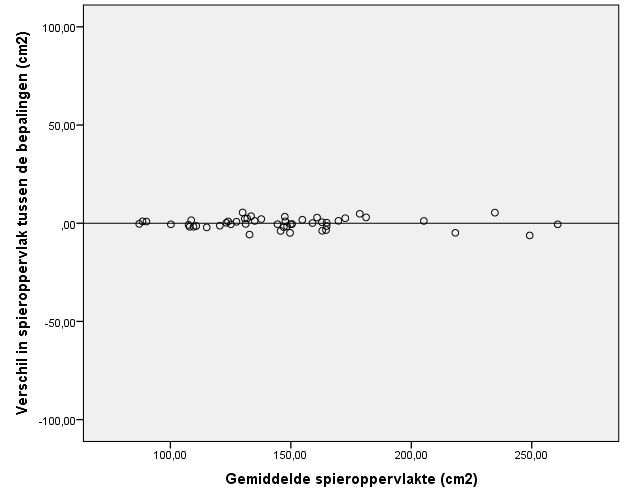 Verschil in spieroppervlak tussen de bepalingen (cm2)
100,00
50,00
,00
-50,00
-100,00
100,00 150,00 200,00 250,00
Gemiddelde spieroppervlakte (cm2)